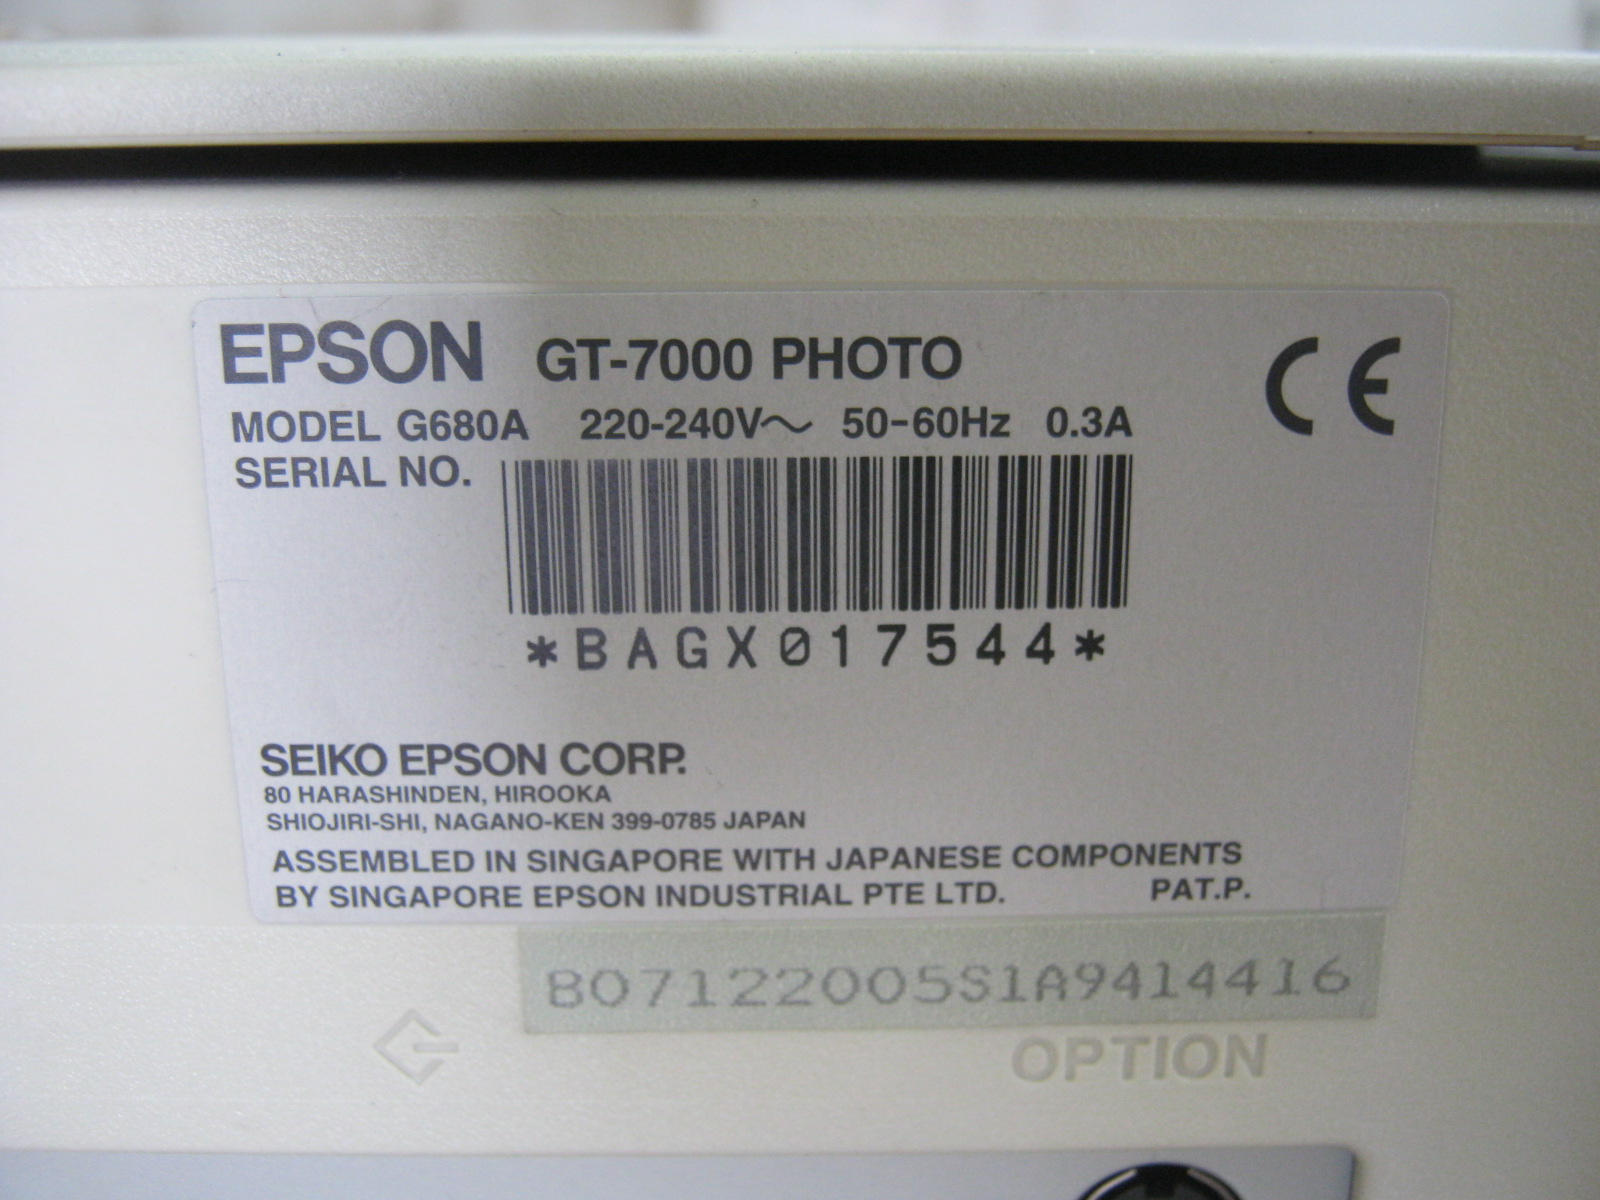 EPSON GT-7000 PHOTO CE
MODEL G680A 220-240V~ 50-60Hz 0.3A
SERIAL NO.
*BAGX017544*
SEIKO EPSON CORP.
80 HARASHINDEN, HIROOKA
SHIOJIRI-SHI, NAGANO-KEN 399-0785 JAPAN
ASSEMBLED IN SINGAPORE WITH JAPANESE COMPONENTS
BY SINGAPORE EPSON INDUSTRIAL PTE LTD. PAT.P.
B07122005S1A9414416
OPTION